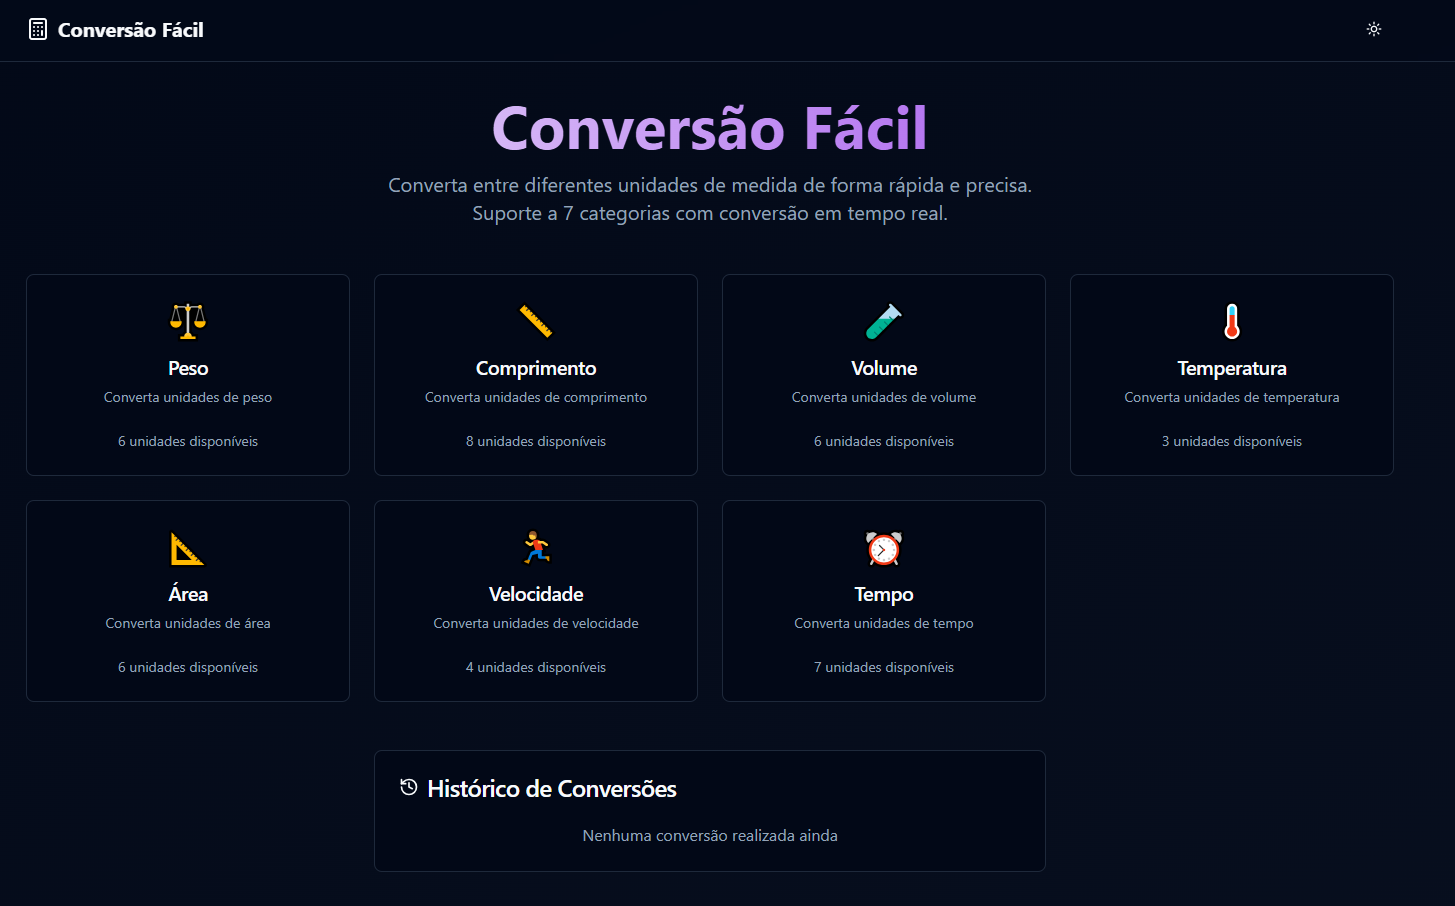 Conversão Fácil
Conversão Fácil
Converta entre diferentes unidades de medida de forma rápida e precisa.
Suporte a 7 categorias com conversão em tempo real.
Peso
Converta unidades de peso
6 unidades disponíveis
Comprimento
Converta unidades de comprimento
8 unidades disponíveis
Volume
Converta unidades de volume
6 unidades disponíveis
Temperatura
Converta unidades de temperatura
3 unidades disponíveis
Área
Converta unidades de área
6 unidades disponíveis
Velocidade
Converta unidades de velocidade
4 unidades disponíveis
Tempo
Converta unidades de tempo
7 unidades disponíveis
Histórico de Conversões
Nenhuma conversão realizada ainda